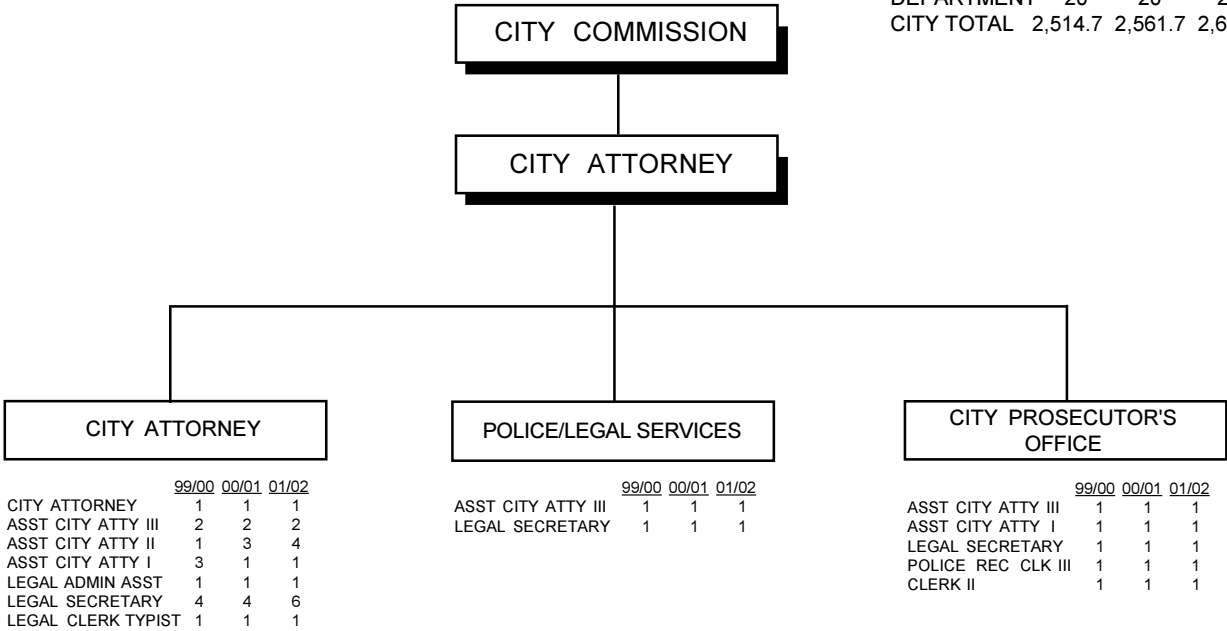 DEPARTMENT 20 20
CITY TOTAL 2,514.7 2,561.7 2,6
CITY COMMISSION
CITY ATTORNEY
CITY ATTORNEY
99/00 00/01 01/02
CITY ATTORNEY 1 1 1
ASST CITY ATTY III 2 2 2
ASST CITY ATTY II 1 3 4
ASST CITY ATTY I 3 1 1
LEGAL ADMIN ASST 1 1 1
LEGAL SECRETARY 4 4 6
LEGAL CLERK TYPIST 1 1 1
POLICE/LEGAL SERVICES
99/00 00/01 01/02
ASST CITY ATTY III 1 1 1
LEGAL SECRETARY 1 1 1
CITY PROSECUTOR'S
OFFICE
99/00 00/01 01/02
ASST CITY ATTY III 1 1 1
ASST CITY ATTY I 1 1 1
LEGAL SECRETARY 1 1 1
POLICE REC CLK III 1 1 1
CLERK II 1 1 1